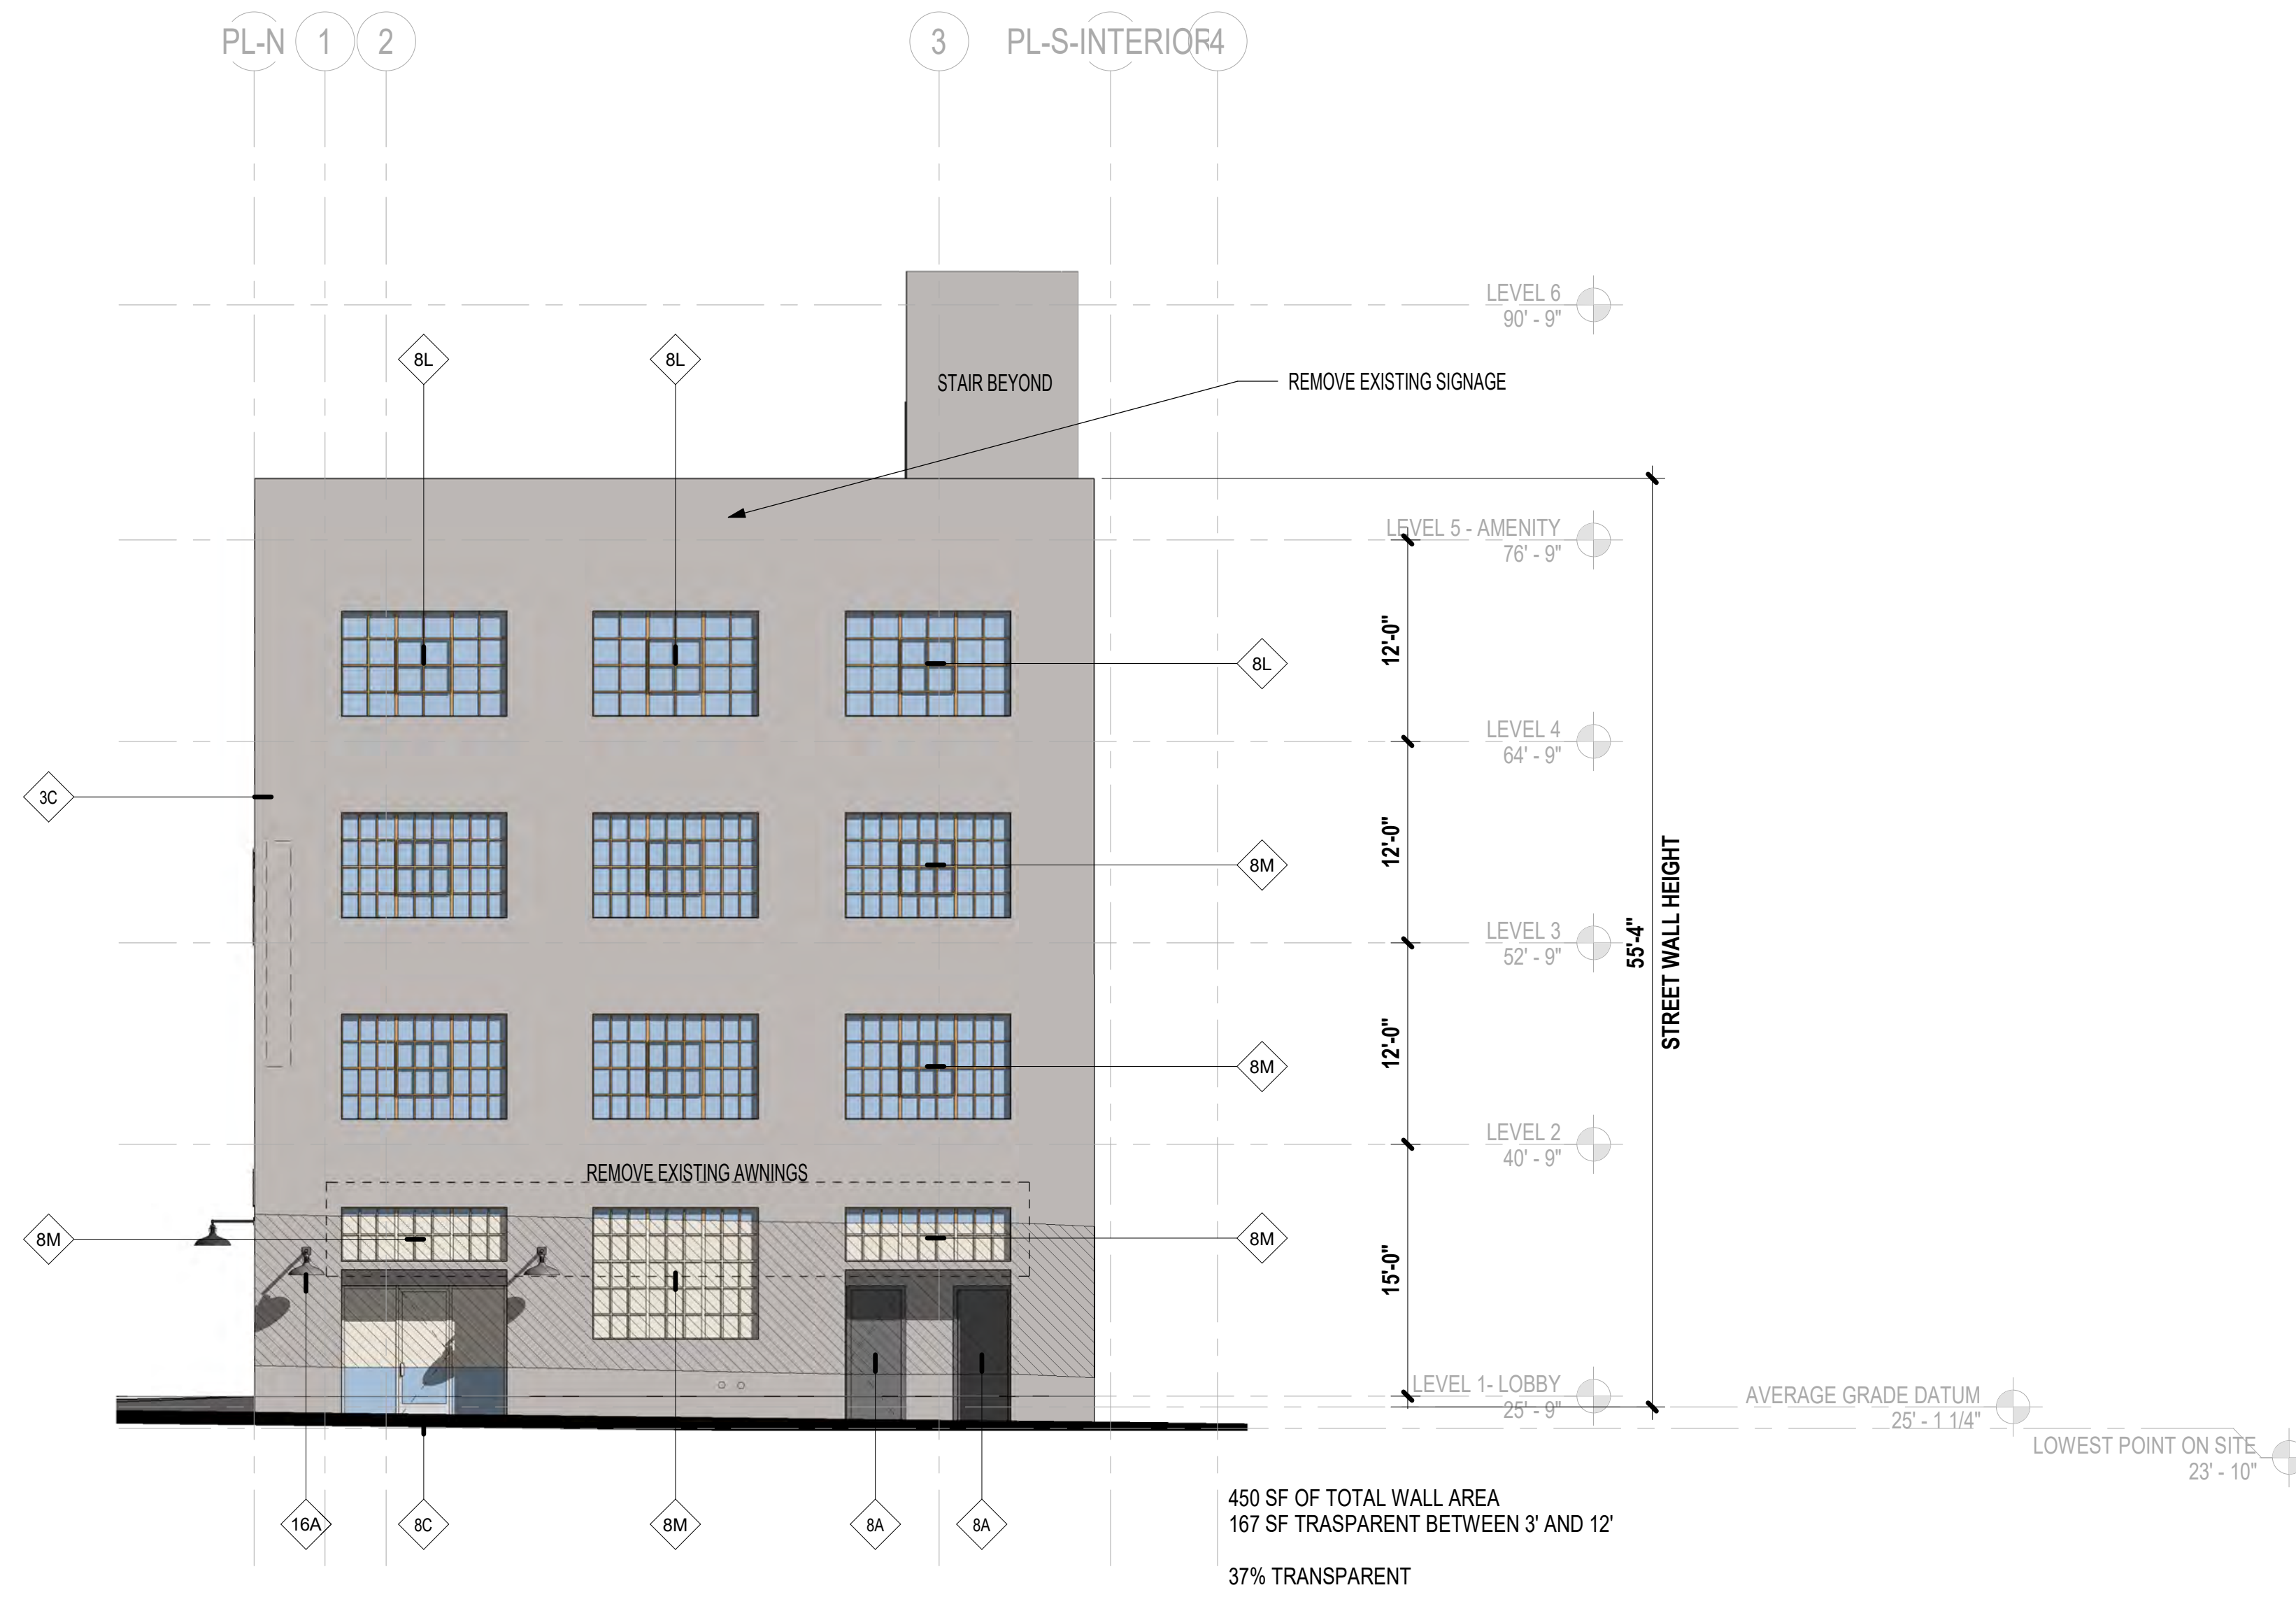 PL-N
1
2
3
PL-S-INTERIOR
4
LEVEL 6
90' - 9"
8L
8L
STAIR BEYOND
REMOVE EXISTING SIGNAGE
LEVEL 5 - AMENITY
76' - 9"
12'-0"
8L
LEVEL 4
64' - 9"
3C
12'-0"
8M
LEVEL 3
52' - 9"
55'-4"
STREET WALL HEIGHT
12'-0"
8M
LEVEL 2
40' - 9"
REMOVE EXISTING AWNINGS
8M
8M
15'-0"
LEVEL 1- LOBBY
25' - 9"
AVERAGE GRADE DATUM
25' - 1 1/4"
LOWEST POINT ON SITE
23' - 10"
16A
8C
8M
8A
8A
450 SF OF TOTAL WALL AREA
167 SF TRASPARENT BETWEEN 3' AND 12'
37% TRANSPARENT